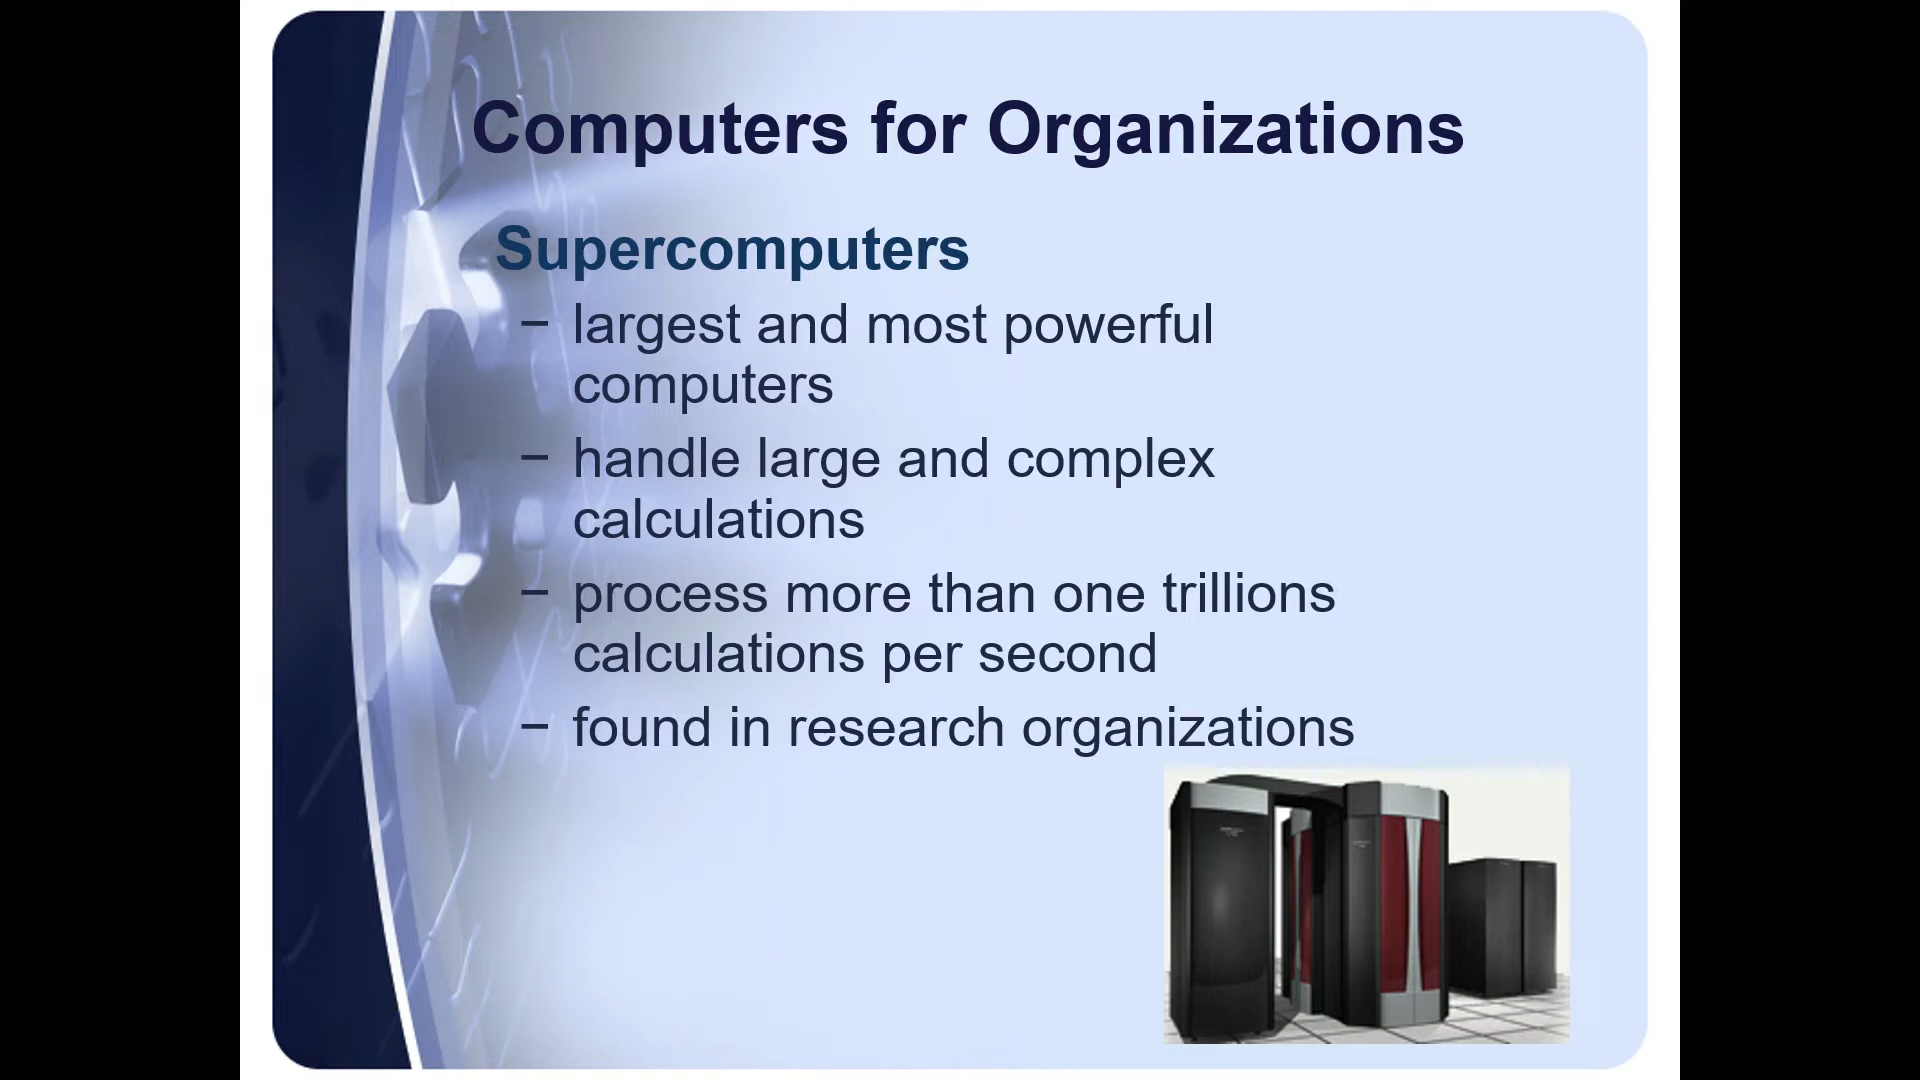 Computers for Organizations
Supercomputers
– largest and most powerful
computers
– handle large and complex
calculations
– process more than one trillions
calculations per second
– found in research organizations